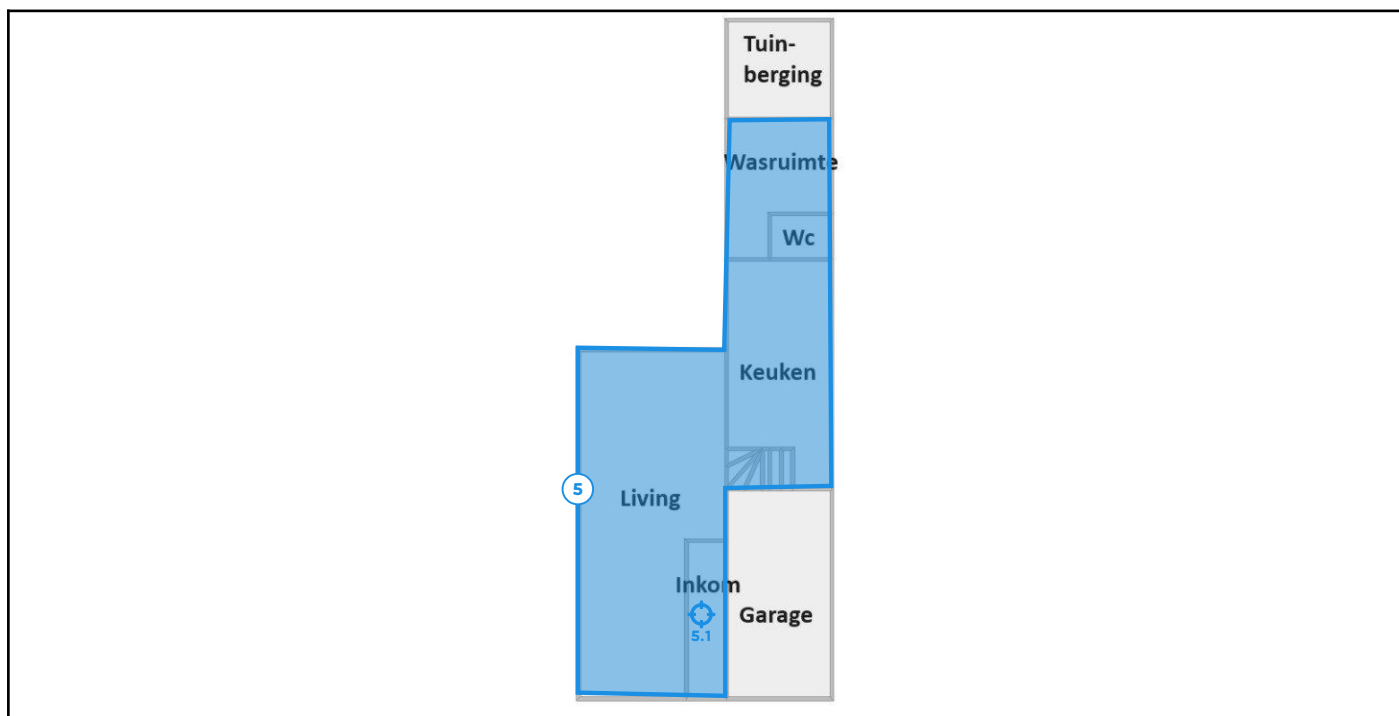 Tuin-
berging
Wasruimte
Wc
Keuken
5
Living
Inkom
Garage
5.1